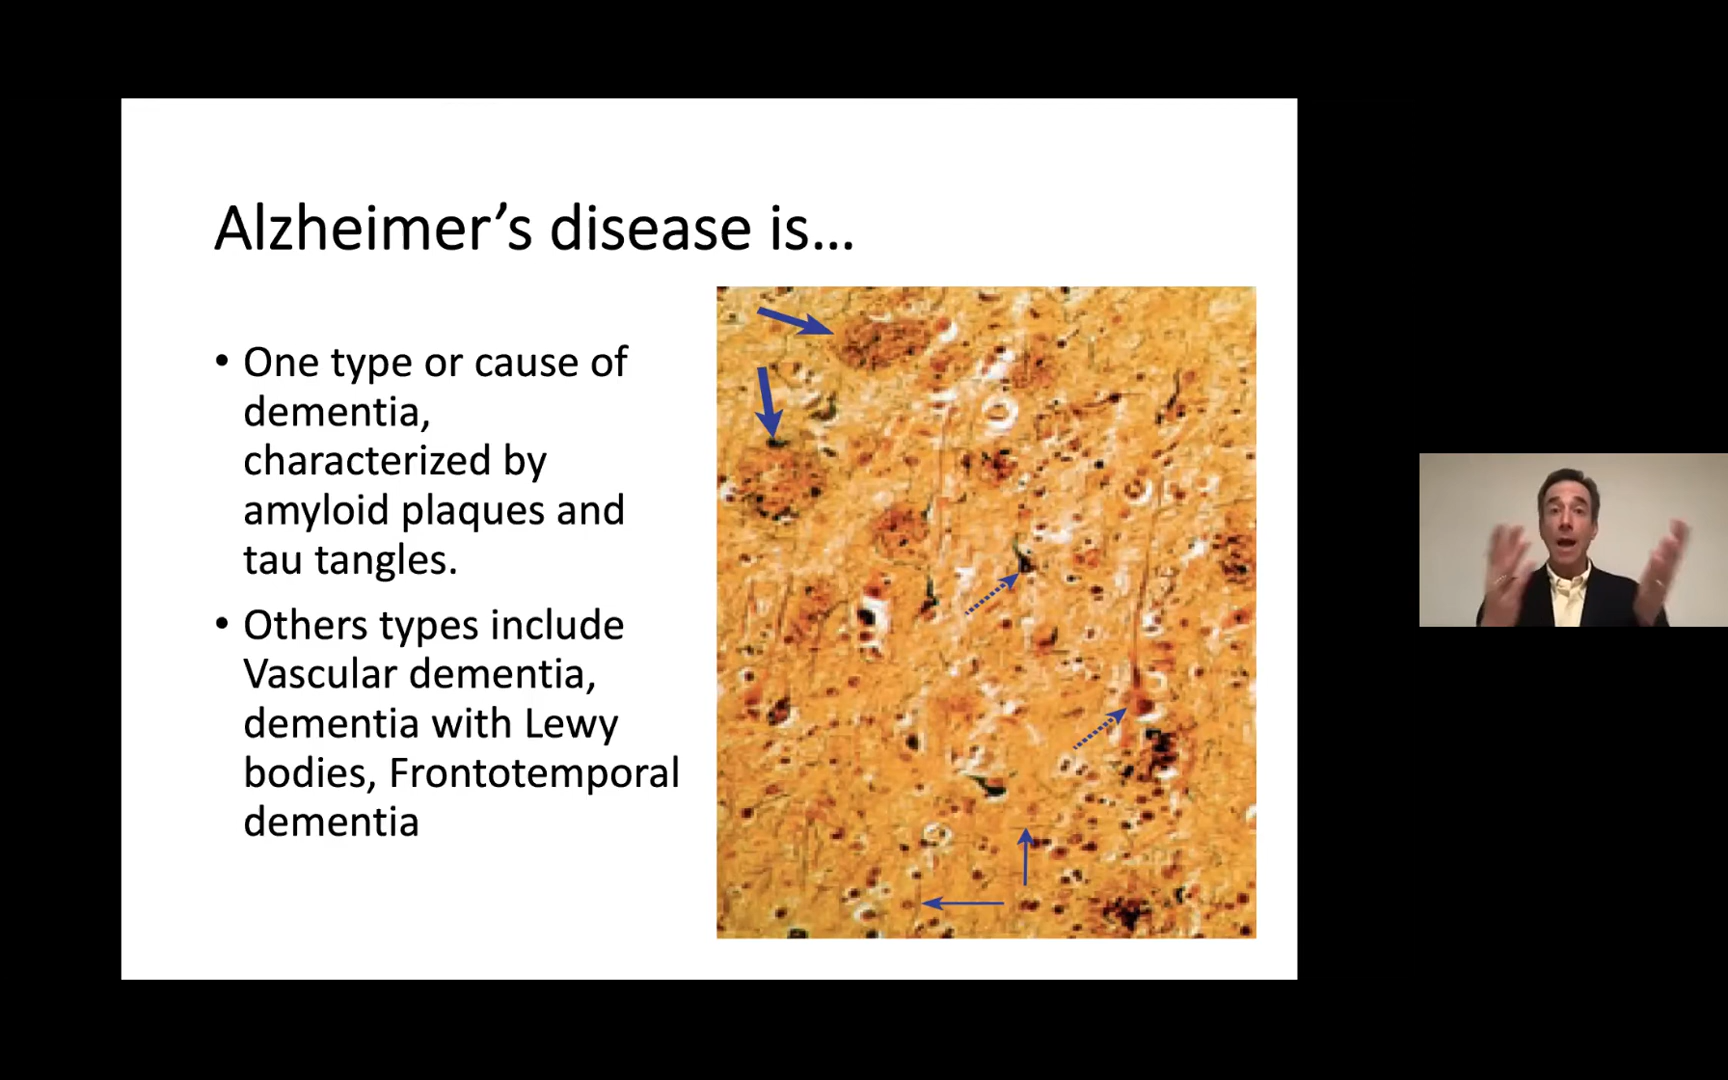 Alzheimer’s disease is...
• One type or cause of
dementia,
characterized by
amyloid plaques and
tau tangles.
• Others types include
Vascular dementia,
dementia with Lewy
bodies, Frontotemporal
dementia